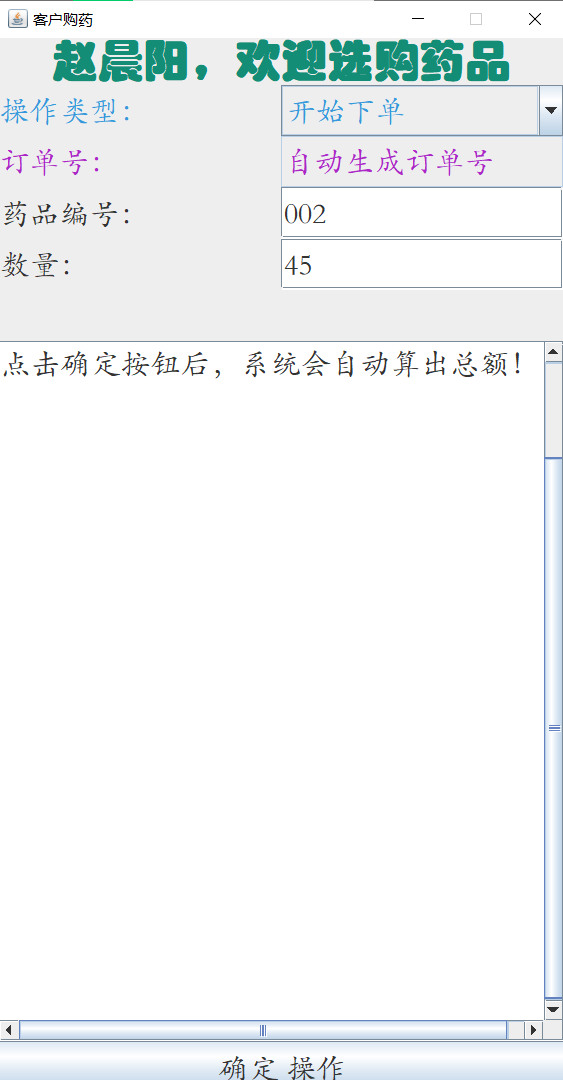 客户购药
赵晨阳，欢迎选购药品
操作类型： 开始下单
订单号： 自动生成订单号
药品编号： 002
数量： 45
点击确定按钮后，系统会自动算出总额！
确定 操作